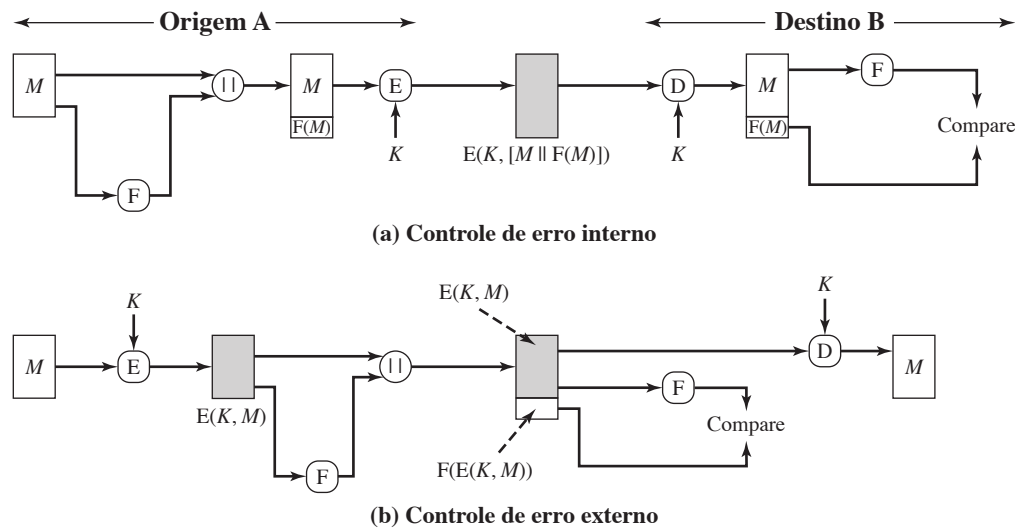 Origem A
Destino B
M
F
||
M
F(M)
E
K
E(K, [M || F(M)])
D
K
M
F(M)
F
Compare
(a) Controle de erro interno
M
K
E
E(K, M)
F
||
E(K, M)
F(E(K, M))
F
Compare
K
D
M
(b) Controle de erro externo